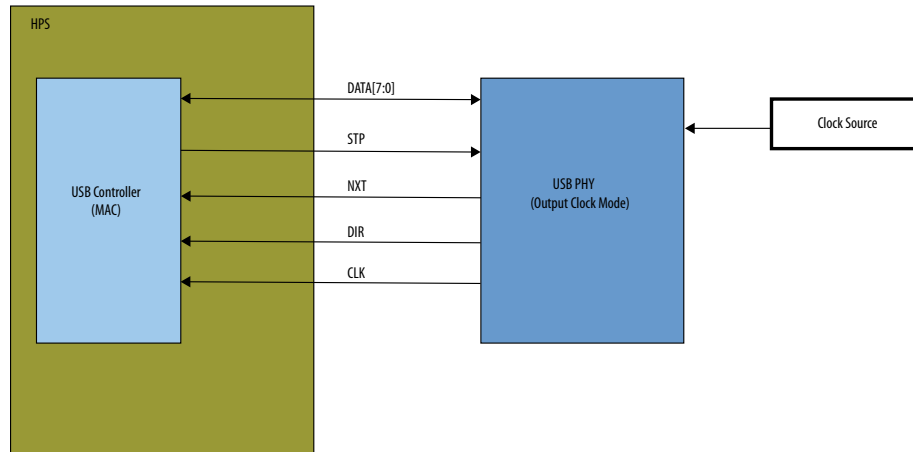 HPS
USB Controller
(MAC)
DATA[7:0]
STP
NXT
DIR
CLK
USB PHY
(Output Clock Mode)
Clock Source